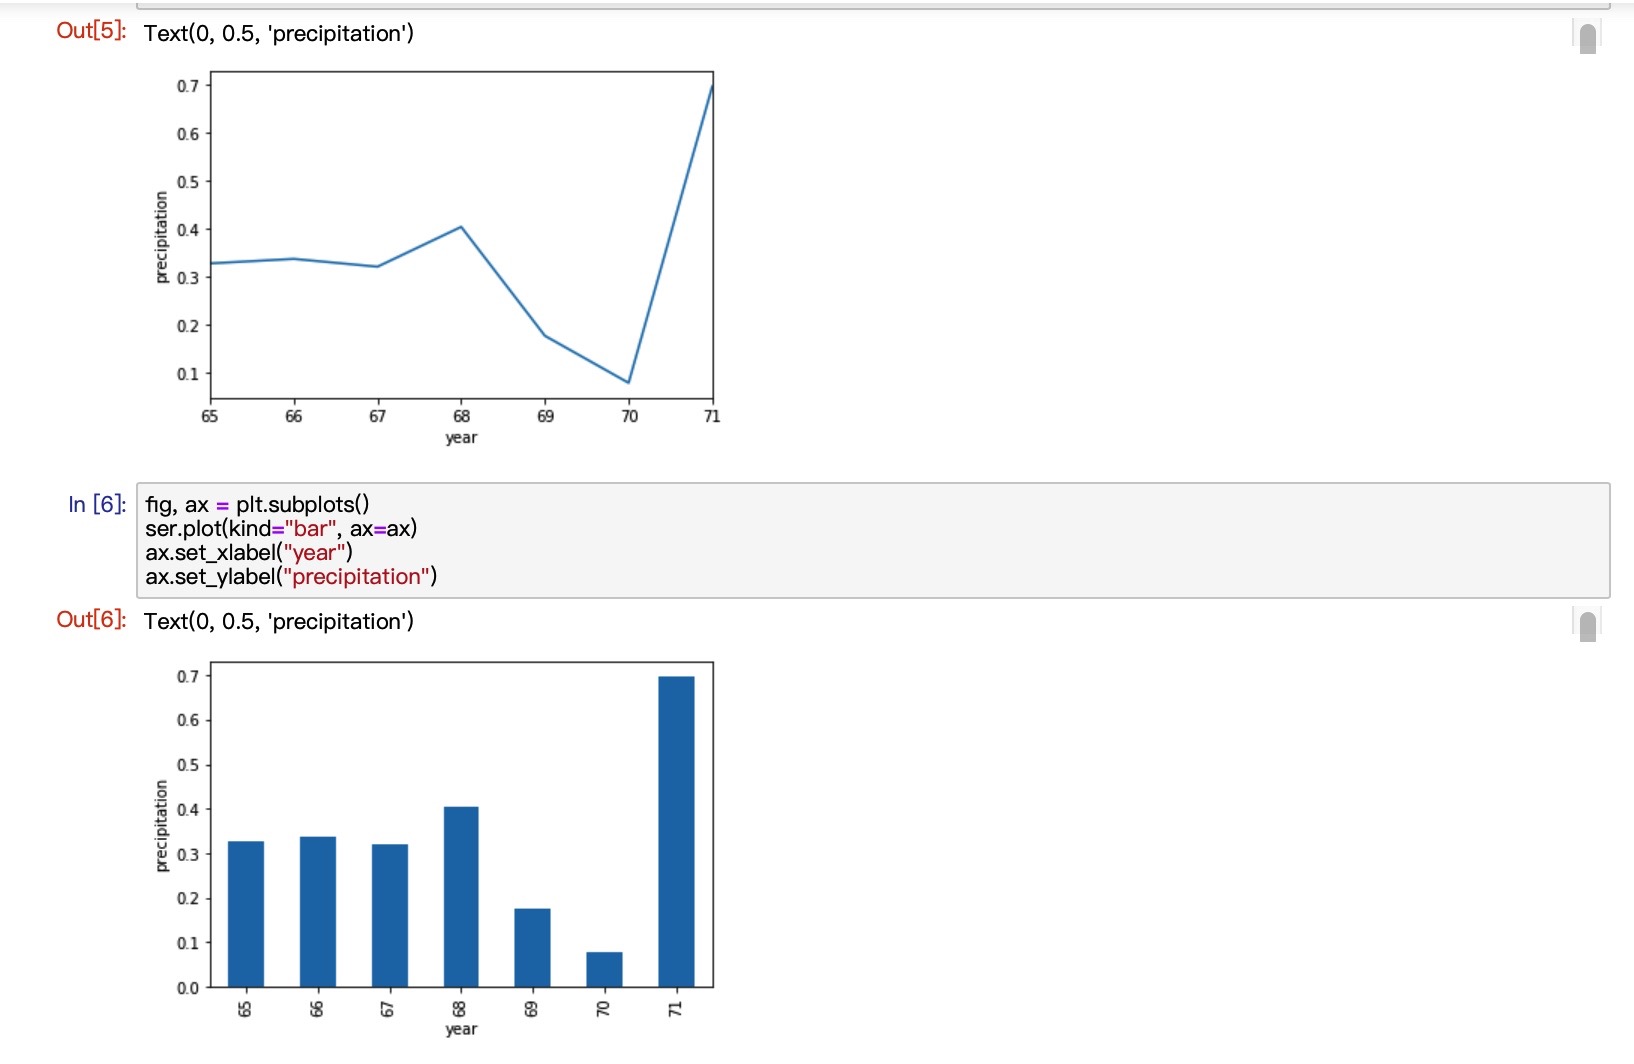 Out[5]: Text(0, 0.5, 'precipitation')
0.7
0.6
0.5
0.4
0.3
0.2
0.1
precipitation
65 66 67 68 69 70 71
year
In [6]: fig, ax = plt.subplots()
ser.plot(kind="bar", ax=ax)
ax.set_xlabel("year")
ax.set_ylabel("precipitation")
Out[6]: Text(0, 0.5, 'precipitation')
0.7
0.6
0.5
0.4
0.3
0.2
0.1
0.0
precipitation
65 66 67 68 69 70 71
year